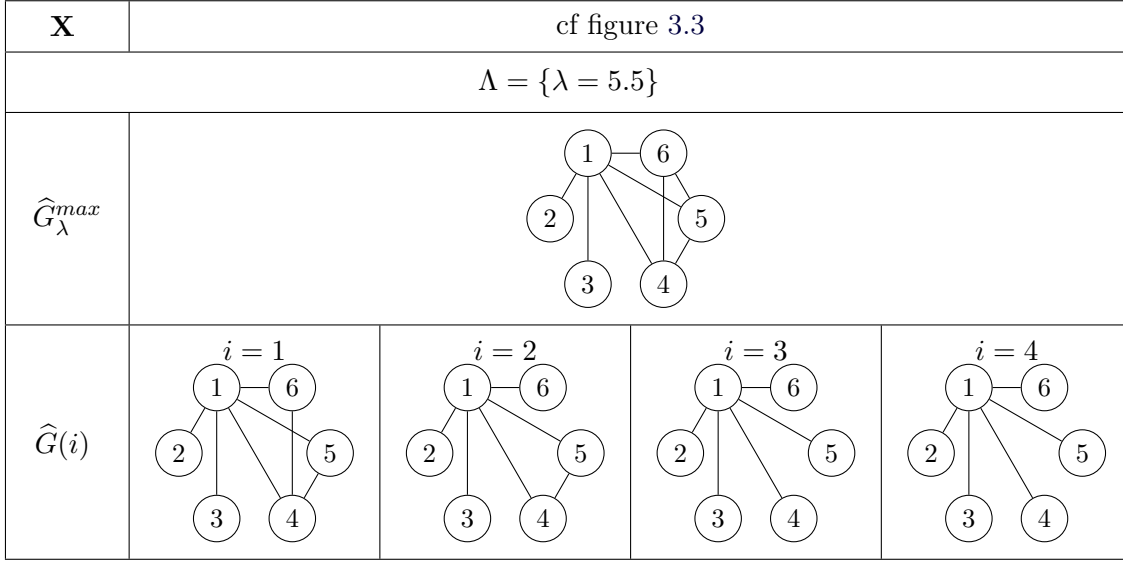 X cf figure 3.3
Λ = {λ = 5.5}
Ĝ_λ^{max}
1 6
2 5
3 4
Ĝ(i)
i = 1 i = 2 i = 3 i = 4
1 6 1 6 1 6 1 6
2 5 2 5 2 5 2 5
3 4 3 4 3 4 3 4